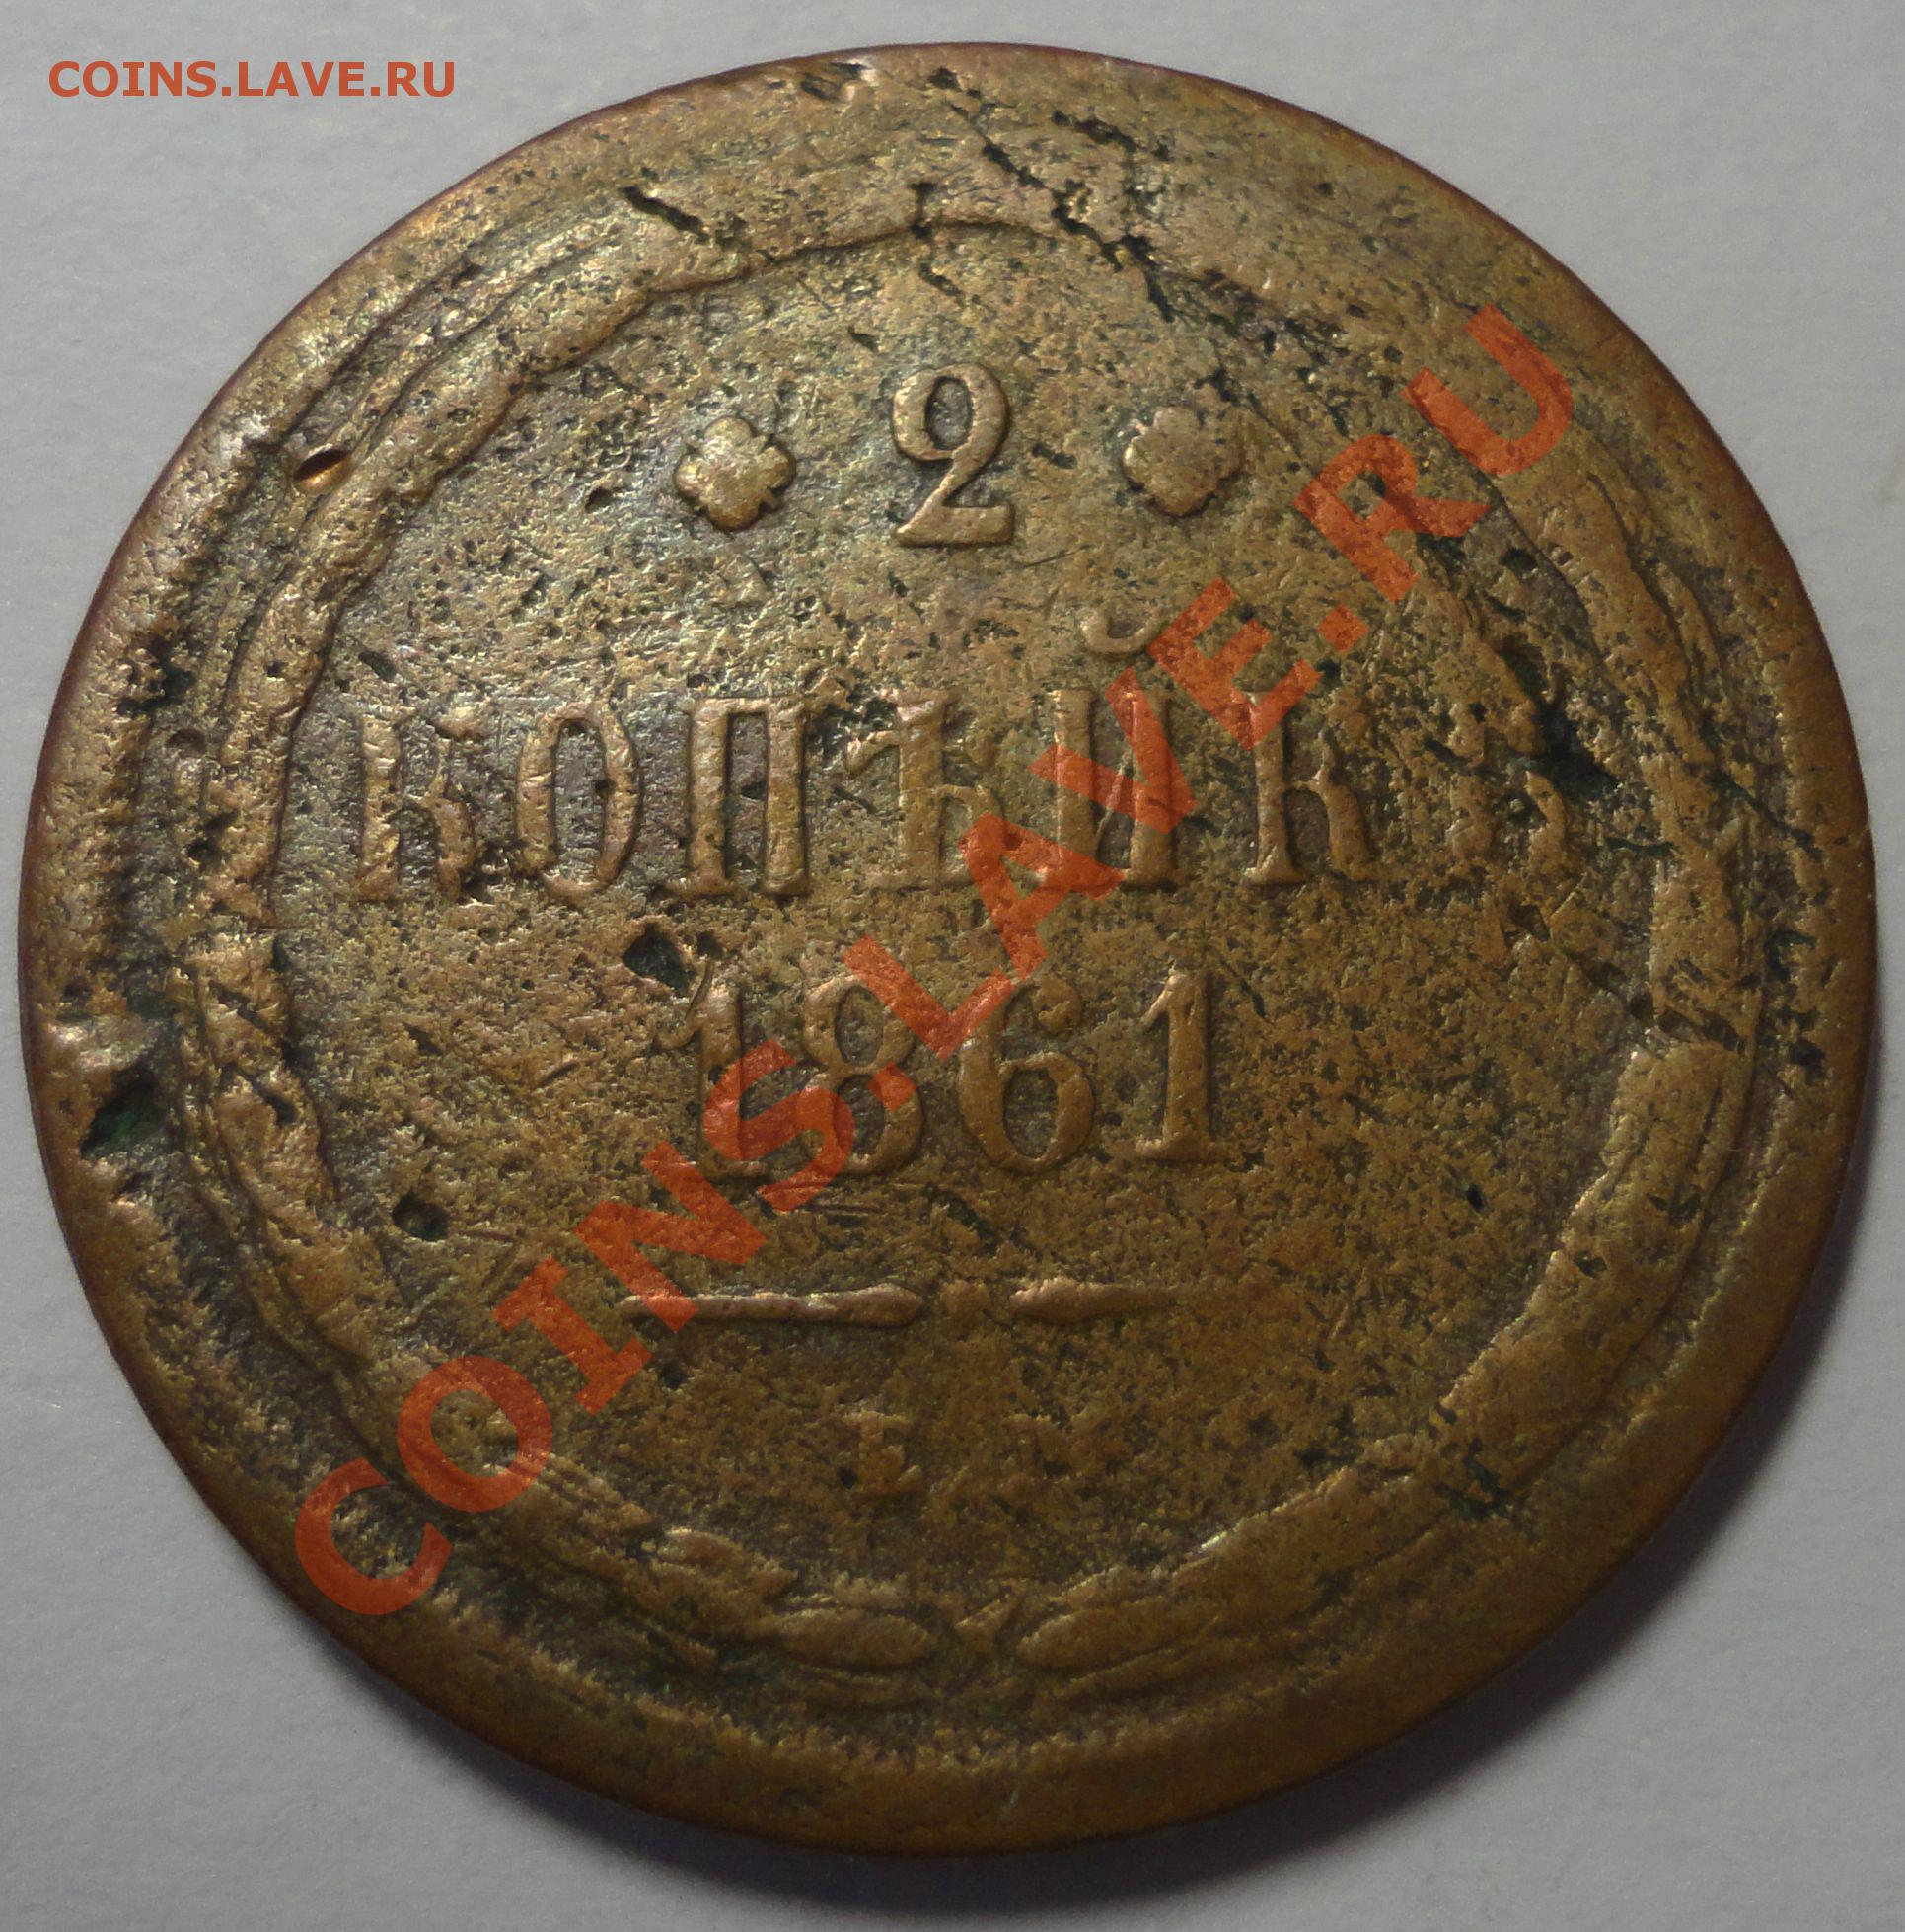 COINS.LAVE.RU
2
КОПѢЙКИ
1861
Е М
COINS.LAVE.RU